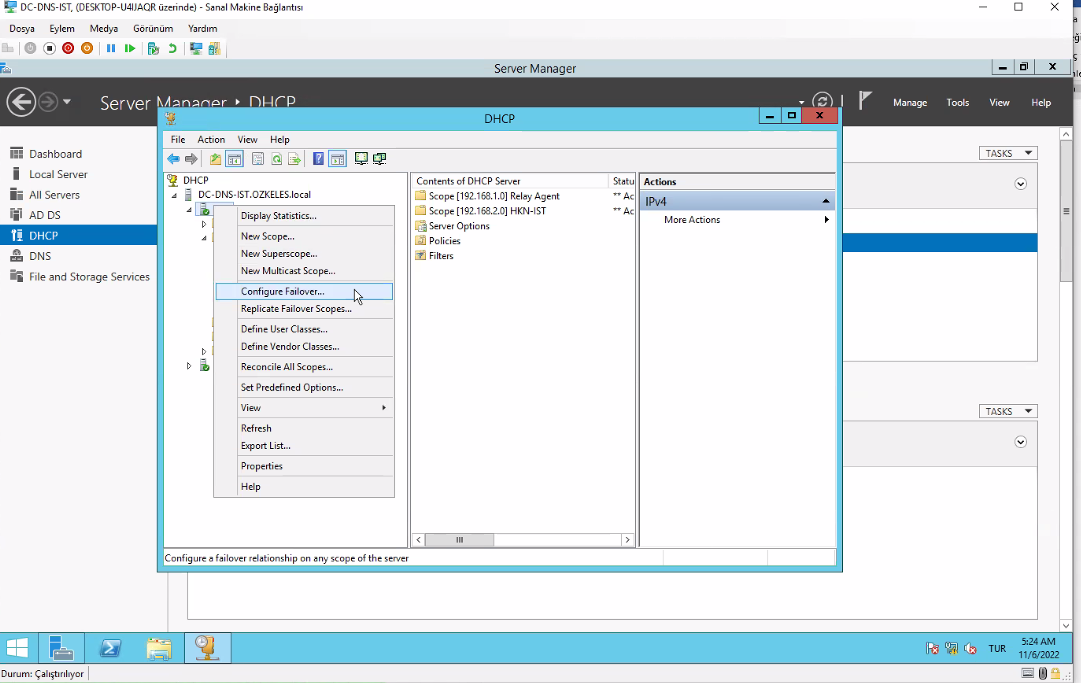 DC-DNS-IST, (DESKTOP-U4IJAQR üzerinde) - Sanal Makine Bağlantısı
Dosya Eylem Medya Görünüm Yardım
Server Manager
Server Manager ‣ DHCP
Manage Tools View Help
DHCP
File Action View Help
Dashboard
Local Server
All Servers
AD DS
DHCP
DNS
File and Storage Services
DHCP
DC-DNS-IST.OZKELES.local
Display Statistics...
New Scope...
New Superscope...
New Multicast Scope...
Configure Failover...
Replicate Failover Scopes...
Define User Classes...
Define Vendor Classes...
Reconcile All Scopes...
Set Predefined Options...
View
Refresh
Export List...
Properties
Help
Contents of DHCP Server Statu
Scope [192.168.1.0] Relay Agent ** Ac
Scope [192.168.2.0] HKN-IST ** Ac
Server Options
Policies
Filters
Actions
IPv4
More Actions
TASKS
TASKS
Configure a failover relationship on any scope of the server
TUR
5:24 AM
11/6/2022
Durum: Çalıştırılıyor